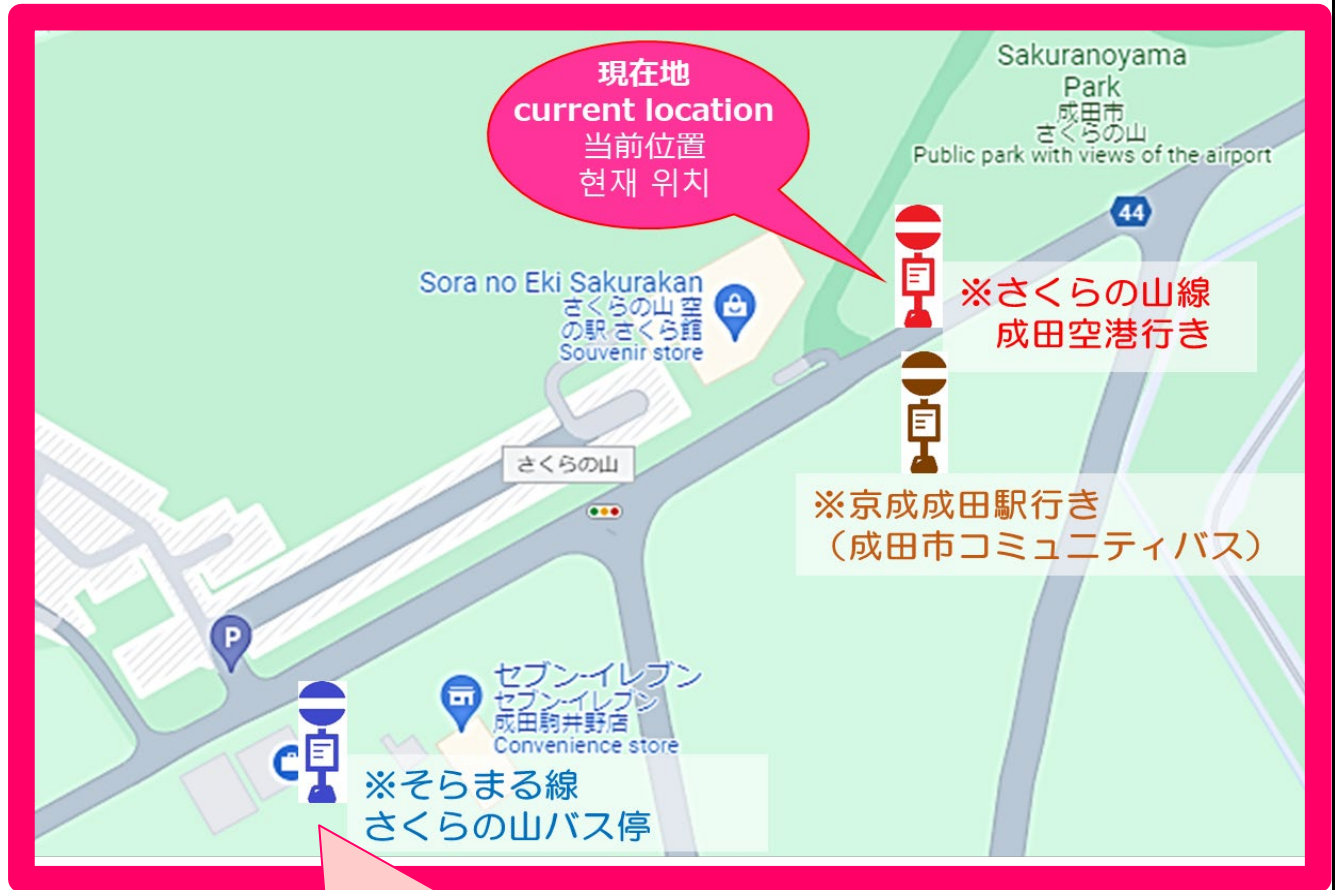 現在地
current location
当前位置
현재 위치
Sakuranoyama
Park
成田市
さくらの山
Public park with views of the airport
44
※さくらの山線
成田空港行き
Sora no Eki Sakurakan
さくらの山 空
の駅 さくら館
Souvenir store
さくらの山
※京成成田駅行き
（成田市コミュニティバス）
P
セブン-イレブン
セブン-イレブン
成田駒井野店
Convenience store
※そらまる線
さくらの山バス停